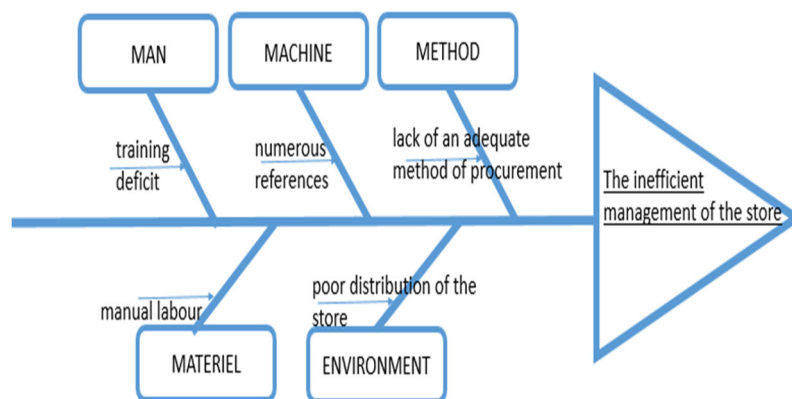 MAN
MACHINE
METHOD
training
deficit
numerous
references
lack of an adequate
method of procurement
The inefficient
management of the store
manual labour
poor distribution of the
store
MATERIEL
ENVIRONMENT